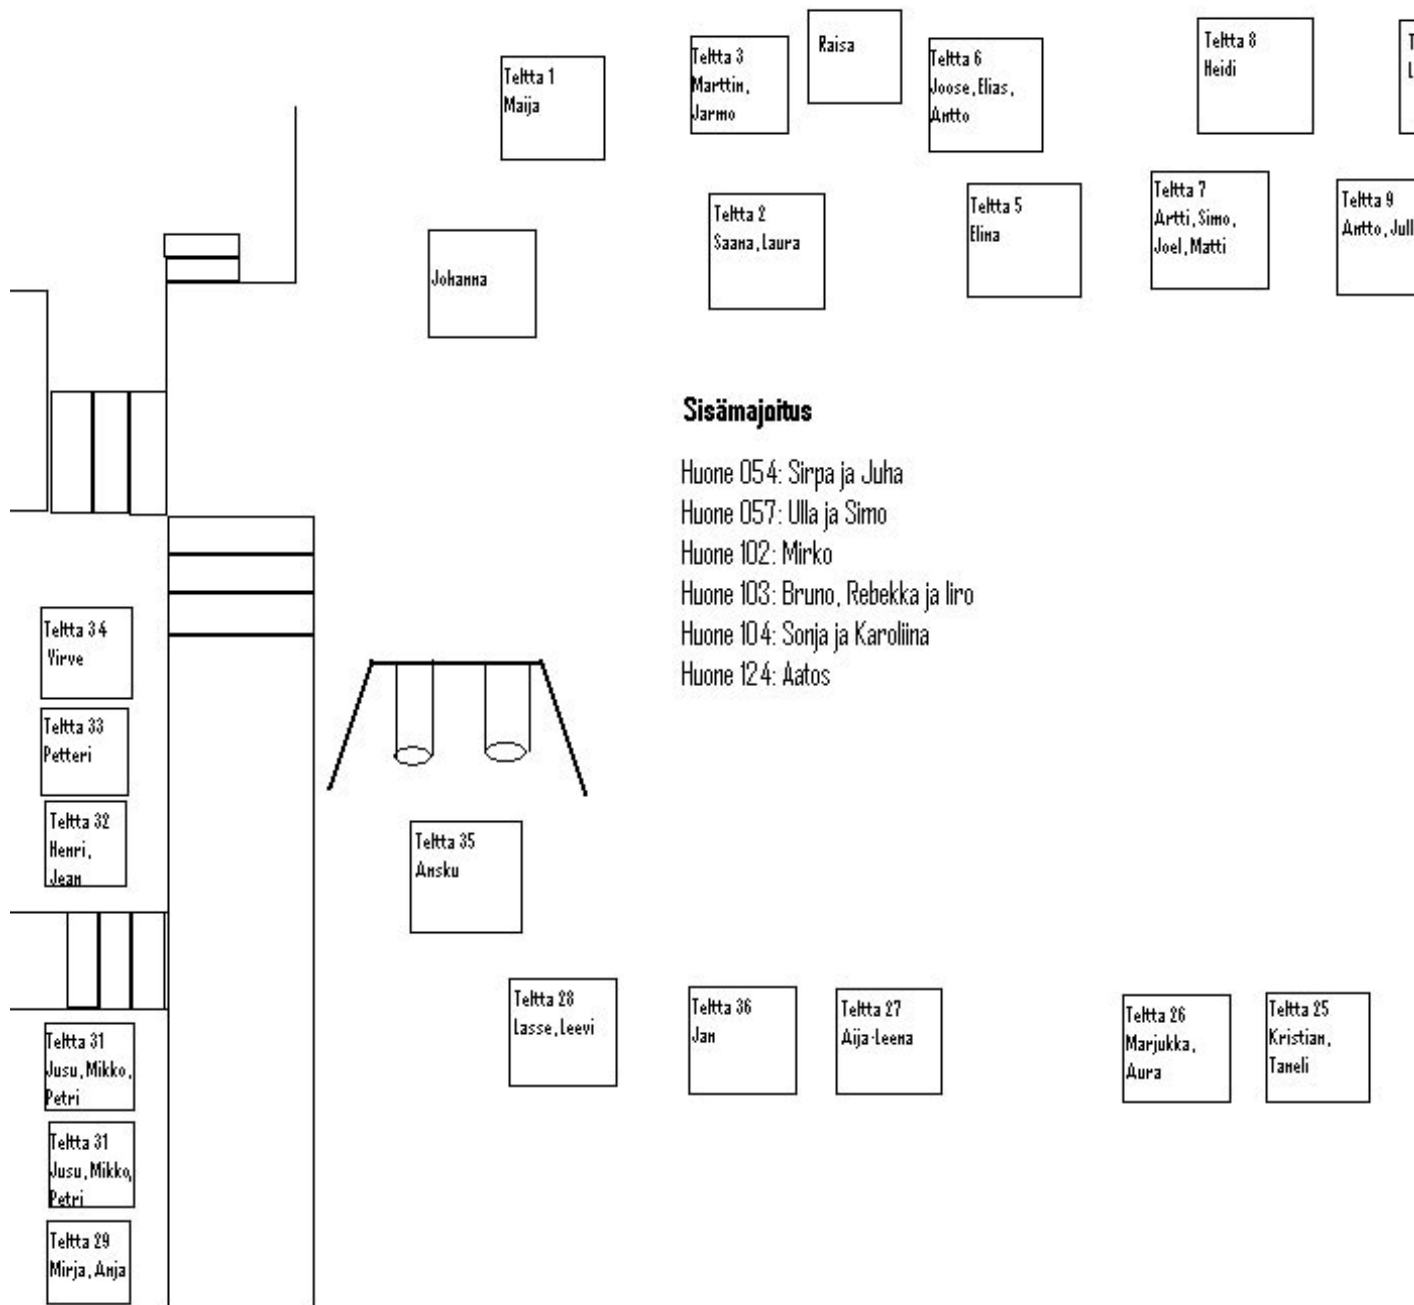 Teltta 1
Maija
Teltta 3
Marttin,
Jarmo
Raisa
Teltta 6
Joose, Elias,
Antto
Teltta 8
Heidi
T
L
Johanna
Teltta 2
Saana, Laura
Teltta 5
Elina
Teltta 7
Artti, Simo,
Joel, Matti
Teltta 9
Antto, Jull
Sisämajoitus
Huone 054: Sirpa ja Juha
Huone 057: Ulla ja Simo
Huone 102: Mirko
Huone 103: Bruno, Rebekka ja Iiro
Huone 104: Sonja ja Karoliina
Huone 124: Aatos
Teltta 34
Virve
Teltta 33
Petteri
Teltta 32
Henri,
Jean
Teltta 35
Ansku
Teltta 28
Lasse, Leevi
Teltta 36
Jan
Teltta 27
Aija-Leena
Teltta 26
Marjukka,
Aura
Teltta 25
Kristian,
Taneli
Teltta 31
Jusu, Mikko,
Petri
Teltta 31
Jusu, Mikko,
Petri
Teltta 29
Mirja, Anja